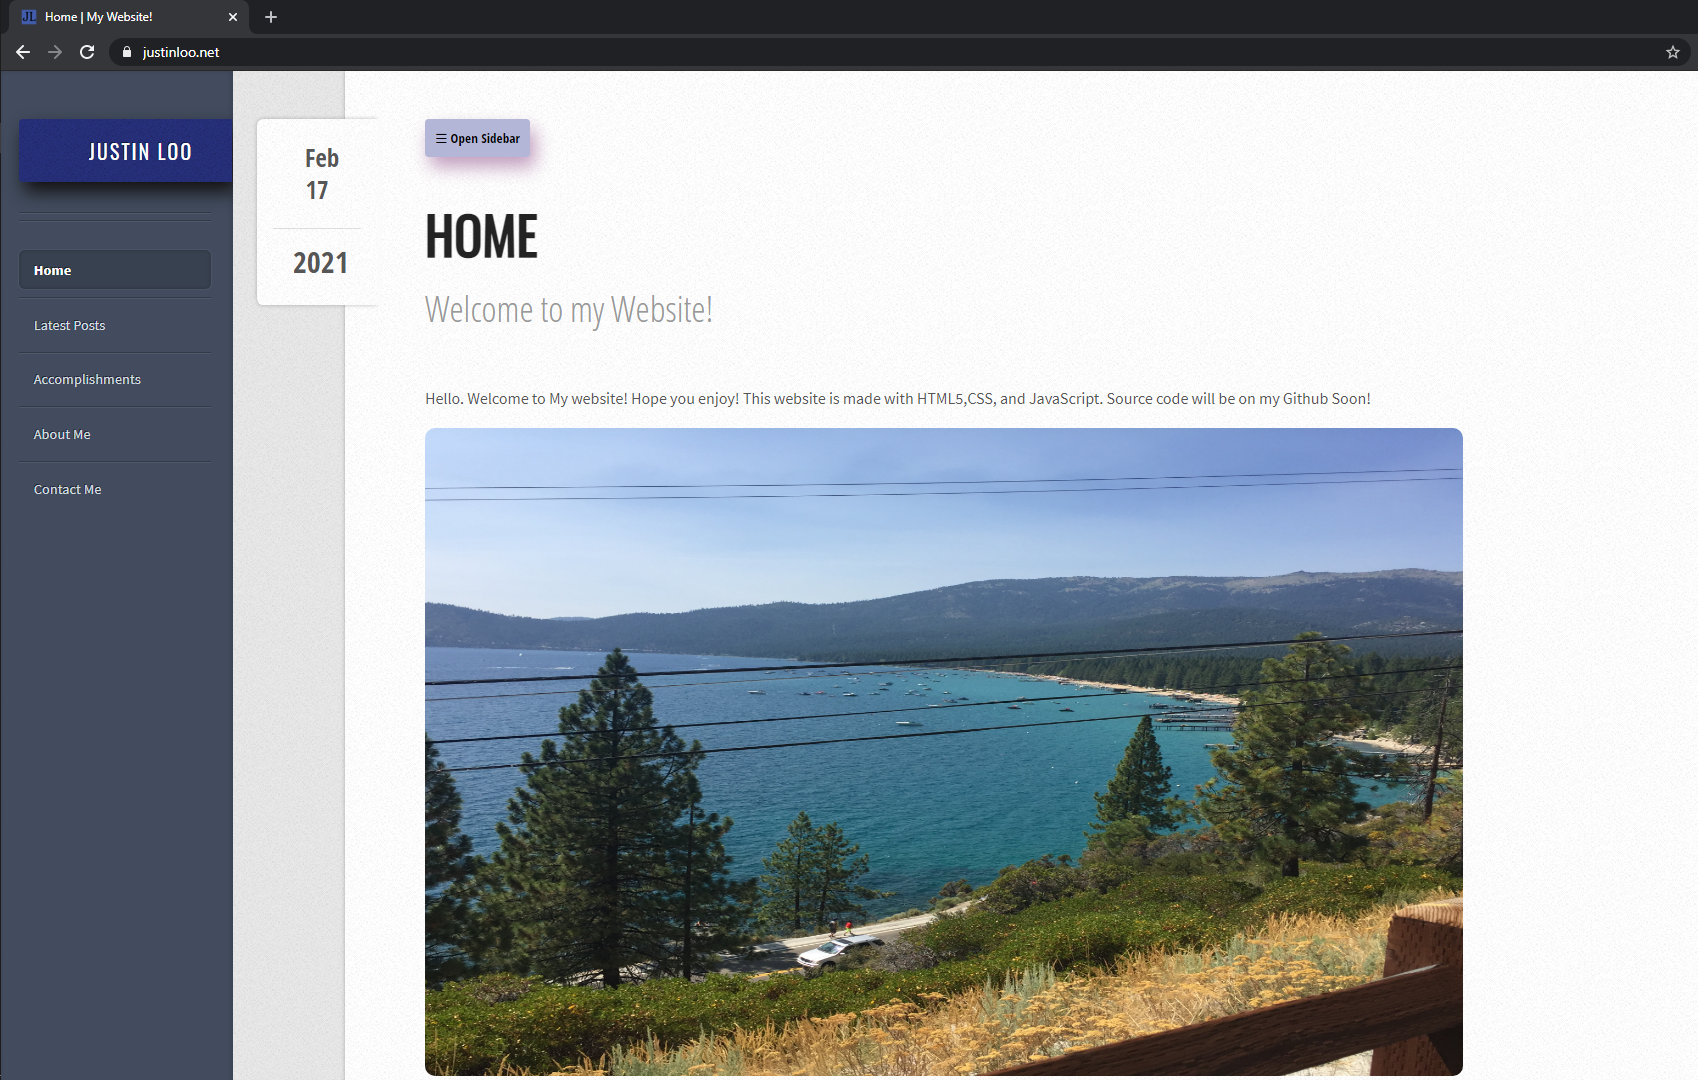 JL Home | My Website!
justinloo.net
JUSTIN LOO
Home
Latest Posts
Accomplishments
About Me
Contact Me
Feb
17
2021
Open Sidebar
HOME
Welcome to my Website!
Hello. Welcome to My website! Hope you enjoy! This website is made with HTML5,CSS, and JavaScript. Source code will be on my Github Soon!